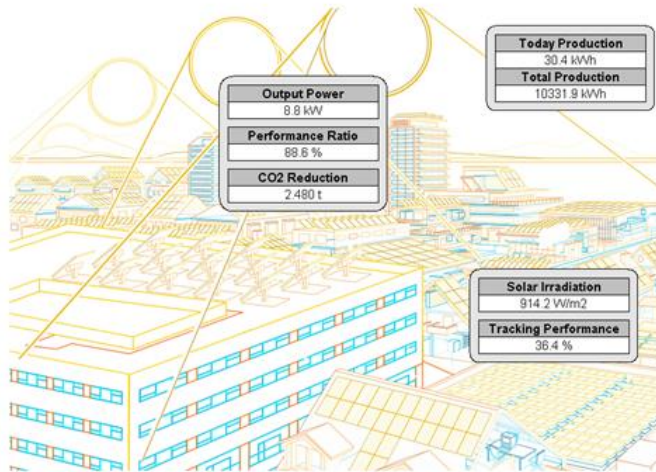 Today Production
30.4 kWh
Total Production
10331.9 kWh
Output Power
8.8 kW
Performance Ratio
88.6 %
CO2 Reduction
2.480 t
Solar Irradiation
914.2 W/m2
Tracking Performance
36.4 %